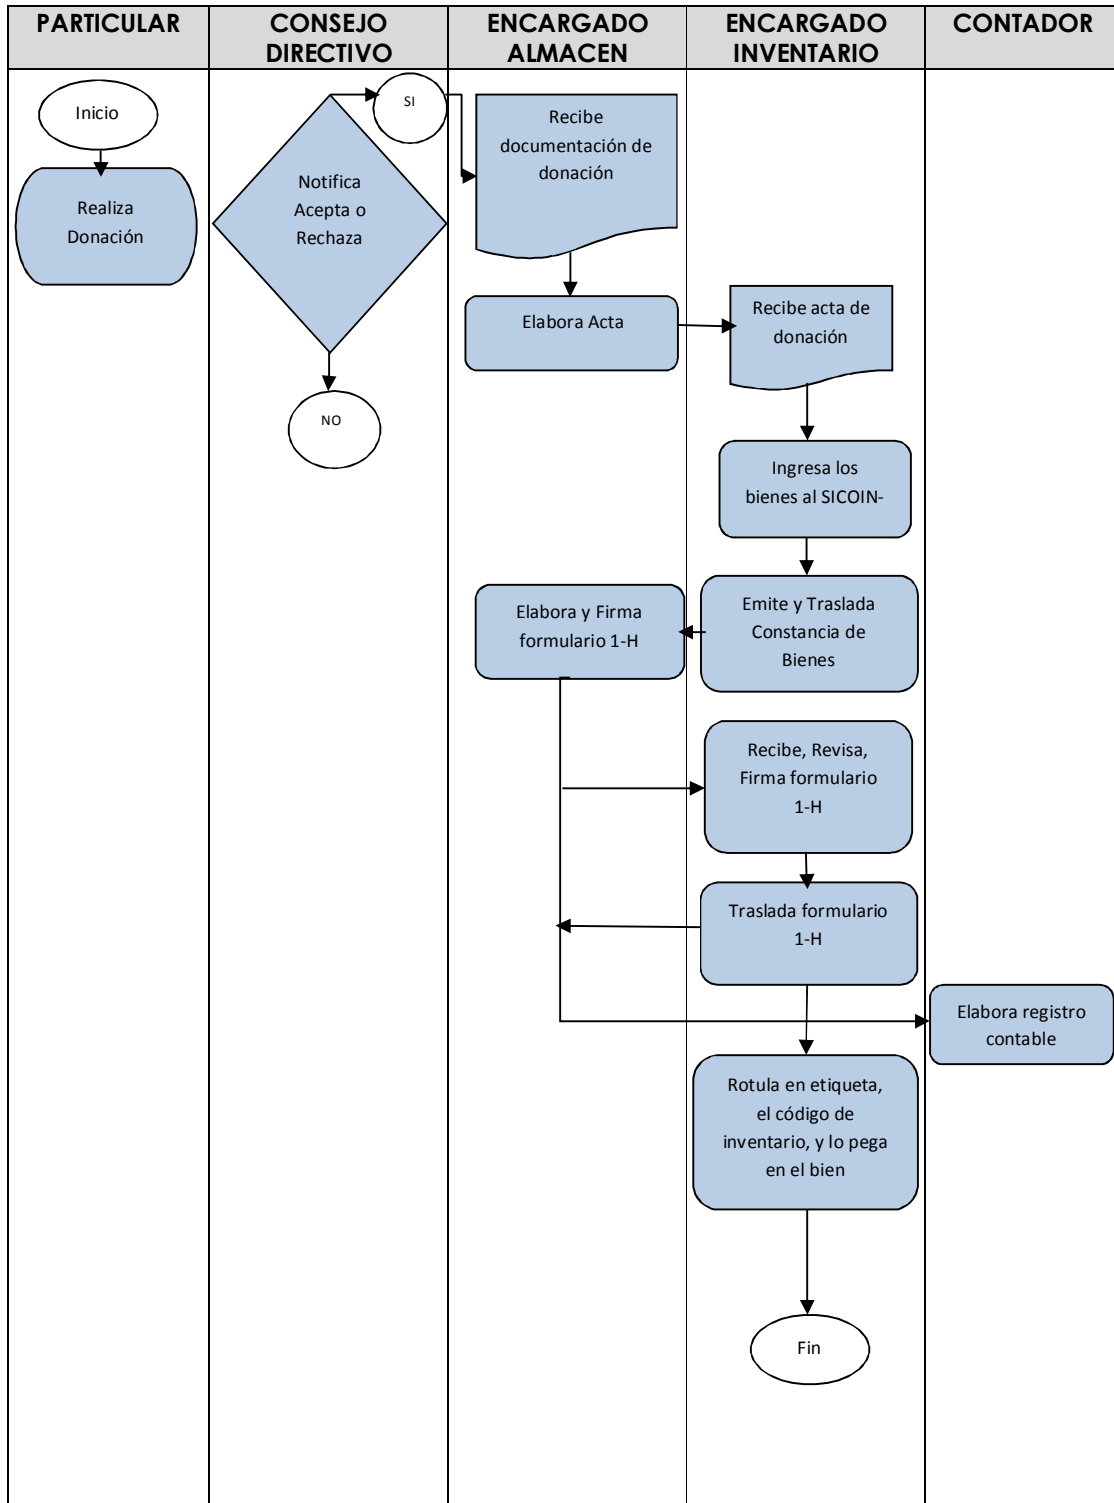 PARTICULAR
CONSEJO
DIRECTIVO
ENCARGADO
ALMACEN
ENCARGADO
INVENTARIO
CONTADOR
Inicio
Realiza
Donación
Notifica
Acepta o
Rechaza
SI
NO
Recibe
documentación de
donación
Elabora Acta
Recibe acta de
donación
Ingresa los
bienes al SICOIN-
Emite y Traslada
Constancia de
Bienes
Elabora y Firma
formulario 1-H
Recibe, Revisa,
Firma formulario
1-H
Traslada formulario
1-H
Elabora registro
contable
Rotula en etiqueta,
el código de
inventario, y lo pega
en el bien
Fin